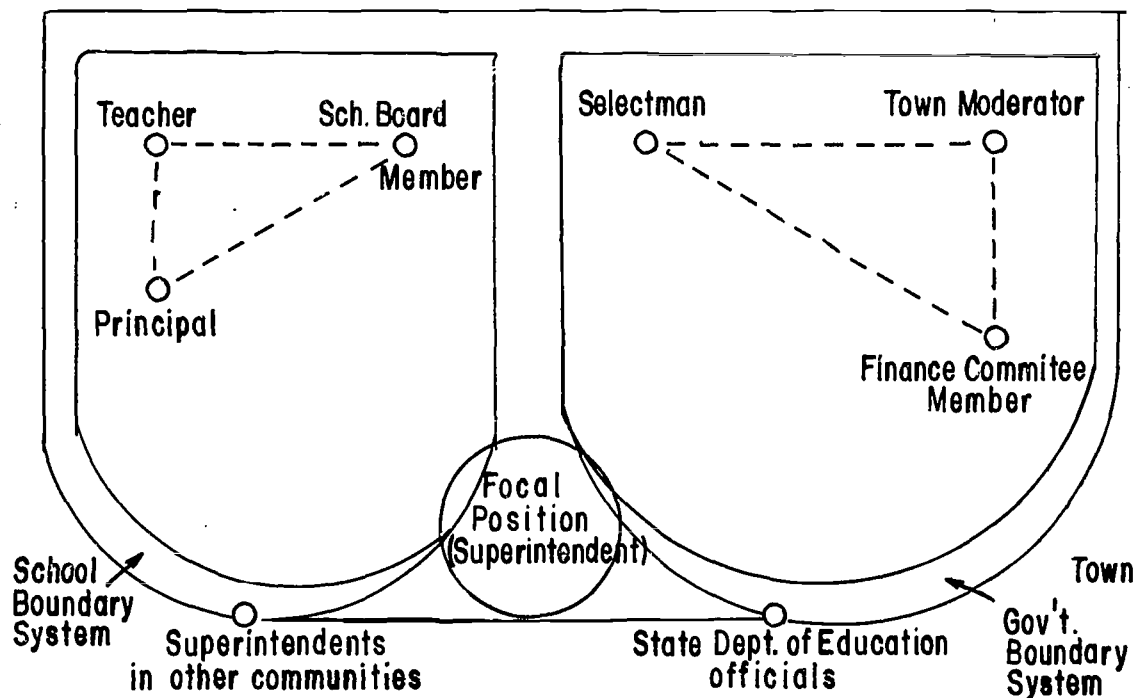 Teacher
Sch. Board
Member
Principal
Selectman
Town Moderator
Finance Commitee
Member
Focal
Position
(Superintendent)
School
Boundary
System
Superintendents
in other communities
State Dept. of Education
officials
Town
Gov't.
Boundary
System